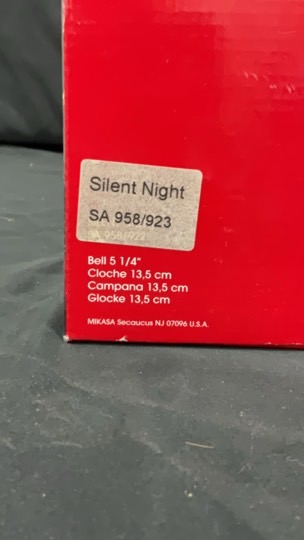 Silent Night
SA 958/923
SA 958/922
Bell 5 1/4"
Cloche 13,5 cm
Campana 13,5 cm
Glocke 13,5 cm
MIKASA Secaucus NJ 07096 U.S.A.